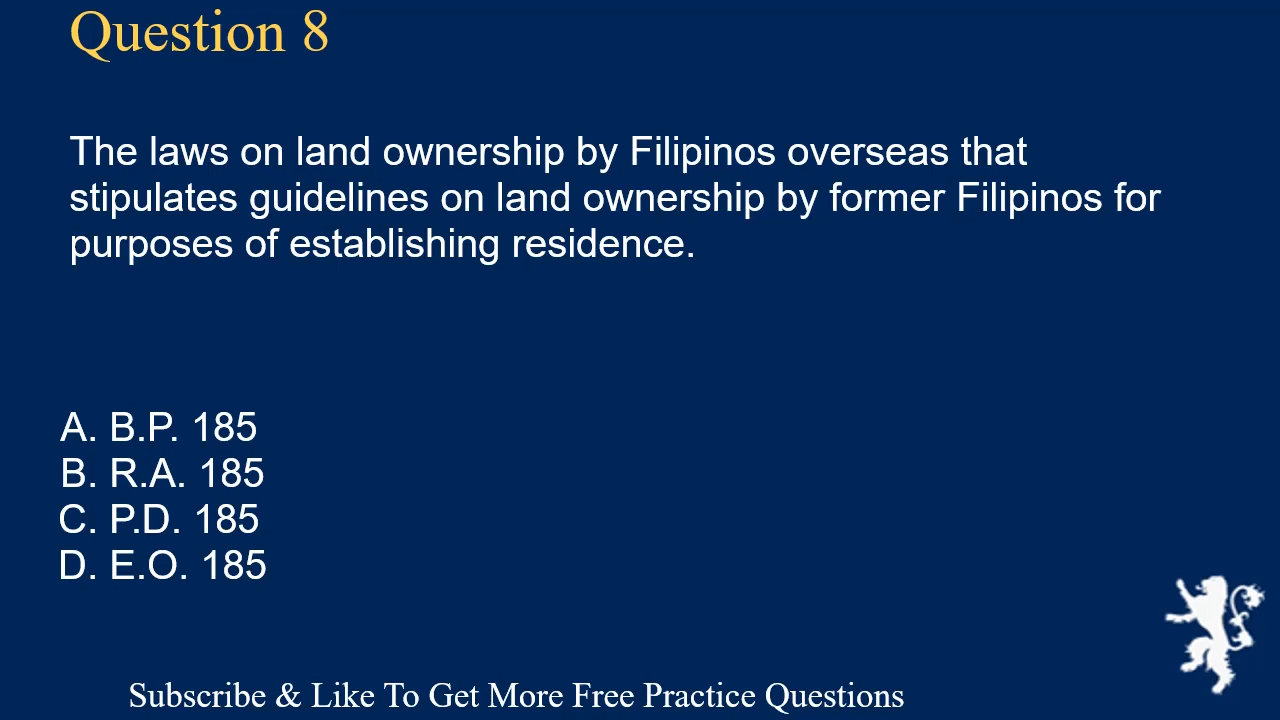 Question 8
The laws on land ownership by Filipinos overseas that
stipulates guidelines on land ownership by former Filipinos for
purposes of establishing residence.
A. B.P. 185
B. R.A. 185
C. P.D. 185
D. E.O. 185
Subscribe & Like To Get More Free Practice Questions